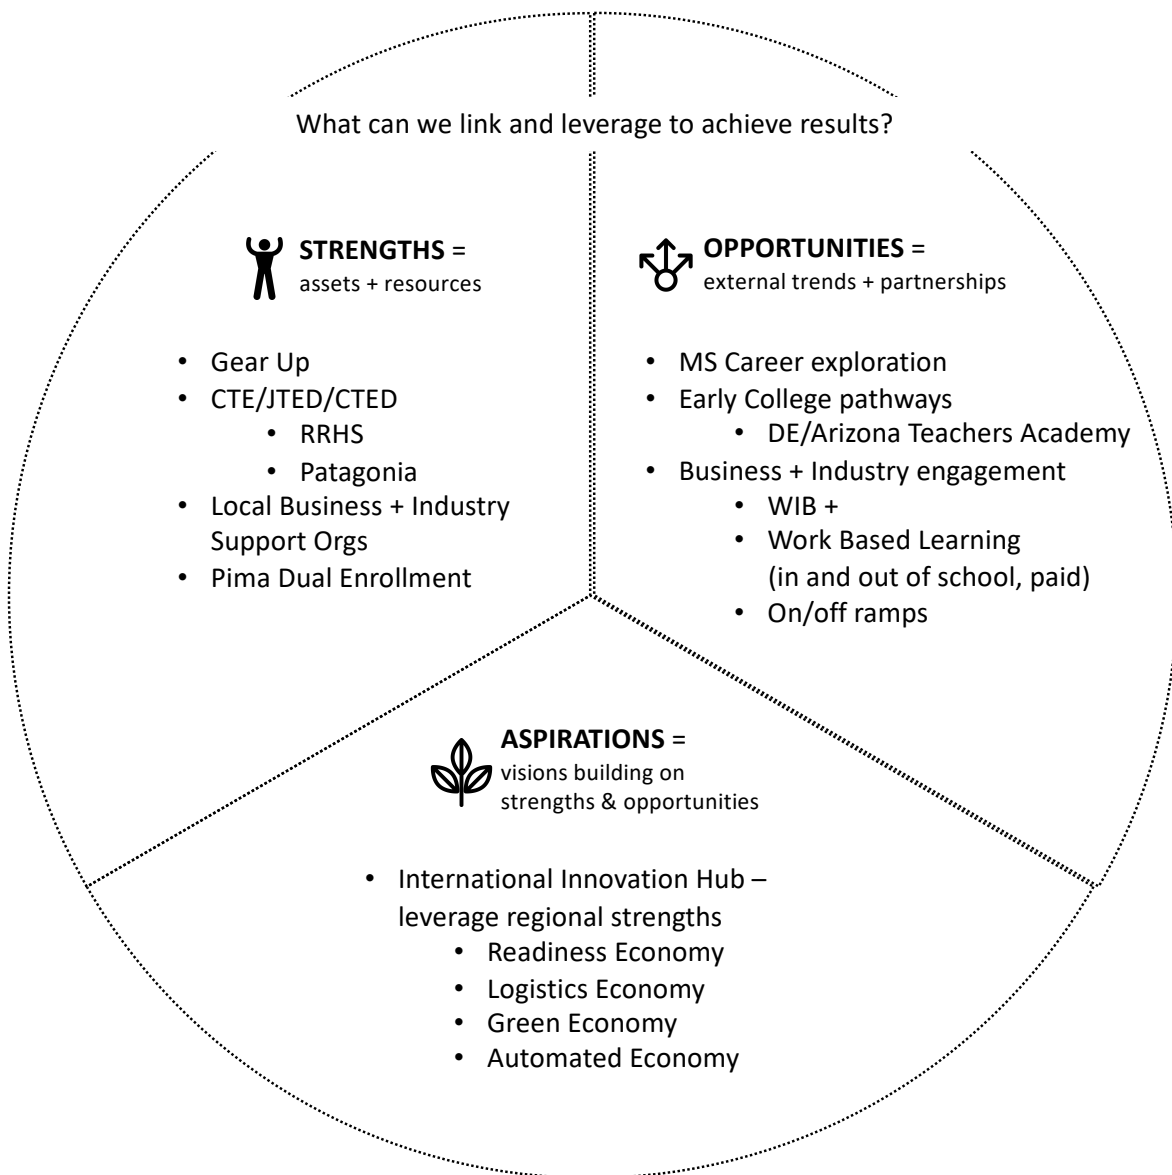 What can we link and leverage to achieve results?
STRENGTHS =
assets + resources
• Gear Up
• CTE/JTED/CTED
• RRHS
• Patagonia
• Local Business + Industry
Support Orgs
• Pima Dual Enrollment
OPPORTUNITIES =
external trends + partnerships
• MS Career exploration
• Early College pathways
• DE/Arizona Teachers Academy
• Business + Industry engagement
• WIB +
• Work Based Learning
(in and out of school, paid)
• On/off ramps
ASPIRATIONS =
visions building on
strengths & opportunities
• International Innovation Hub –
leverage regional strengths
• Readiness Economy
• Logistics Economy
• Green Economy
• Automated Economy